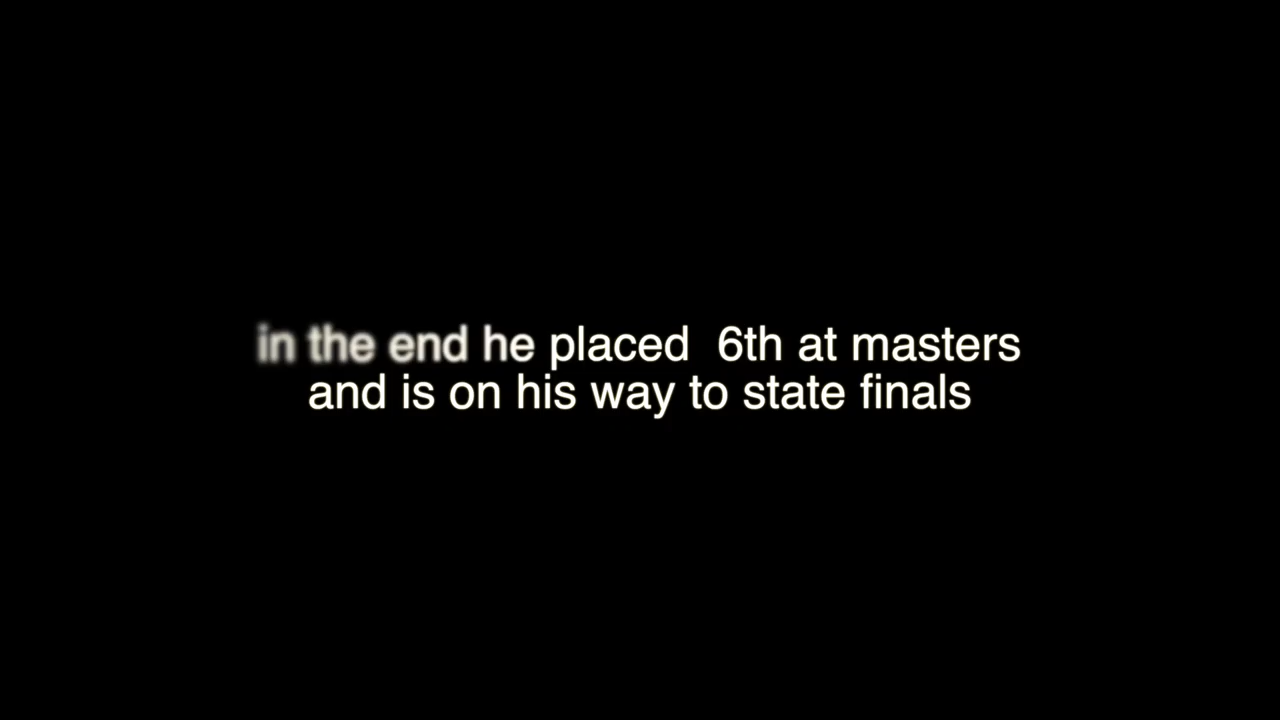 in the end he placed  6th at masters
and is on his way to state finals